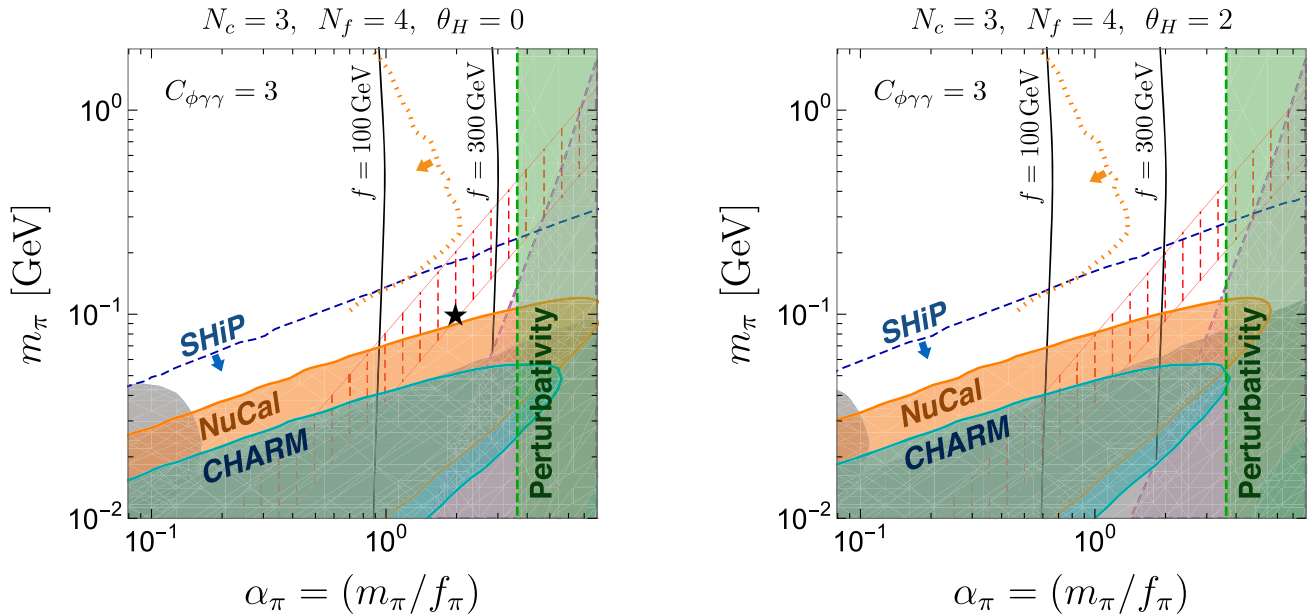 N_c = 3, N_f = 4, θ_H = 0
C_ϕγγ = 3
f = 100 GeV
f = 300 GeV
SHiP
NuCal
CHARM
Perturbativity
10^0
10^-1
10^-2
m_π [GeV]
10^-1
10^0
α_π = (m_π/f_π)
N_c = 3, N_f = 4, θ_H = 2
C_ϕγγ = 3
f = 100 GeV
f = 300 GeV
SHiP
NuCal
CHARM
Perturbativity
10^0
10^-1
10^-2
m_π [GeV]
10^-1
10^0
α_π = (m_π/f_π)